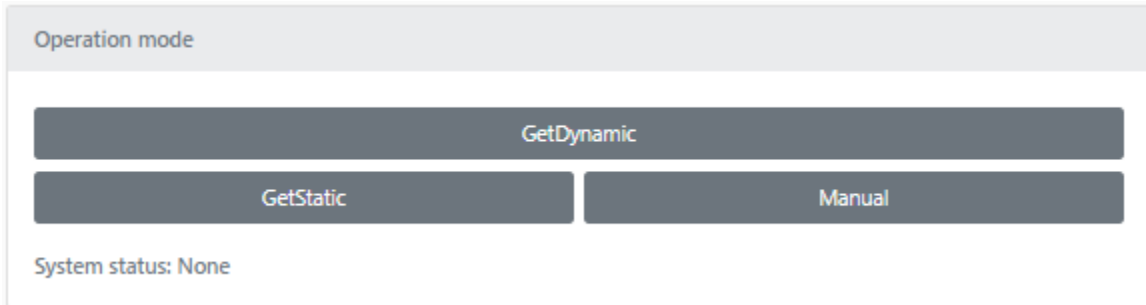 Operation mode
GetDynamic
GetStatic Manual
System status: None